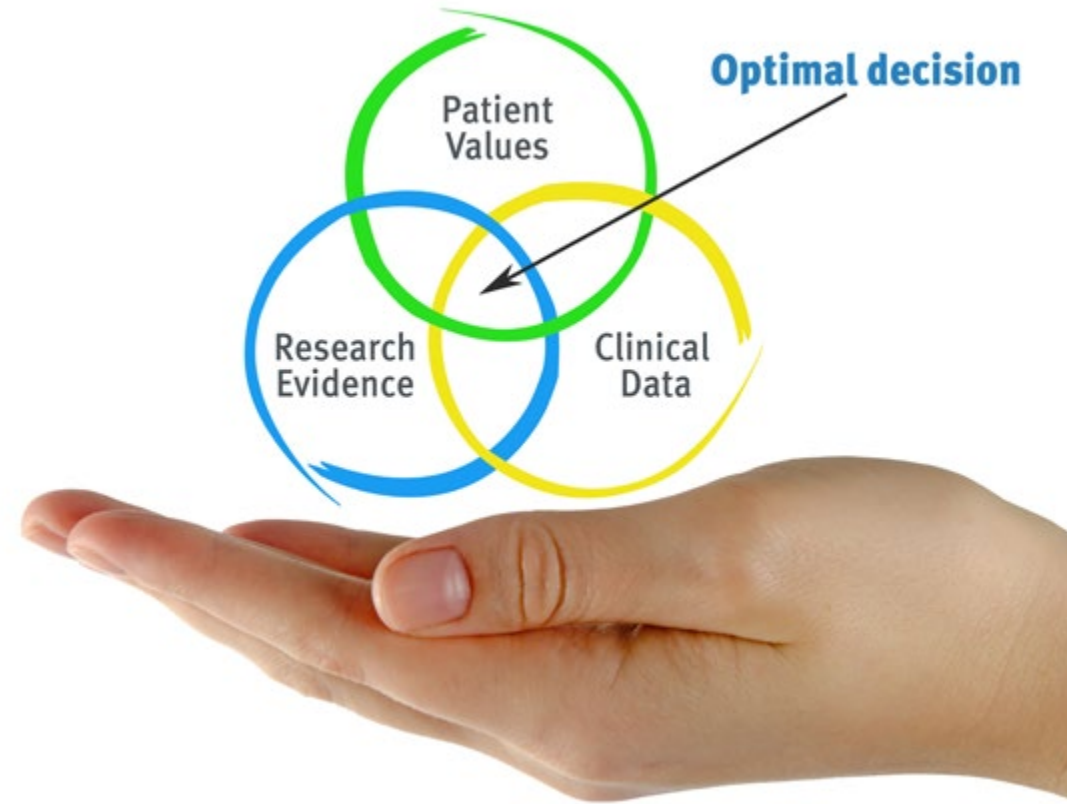 Optimal decision
Patient
Values
Research
Evidence
Clinical
Data